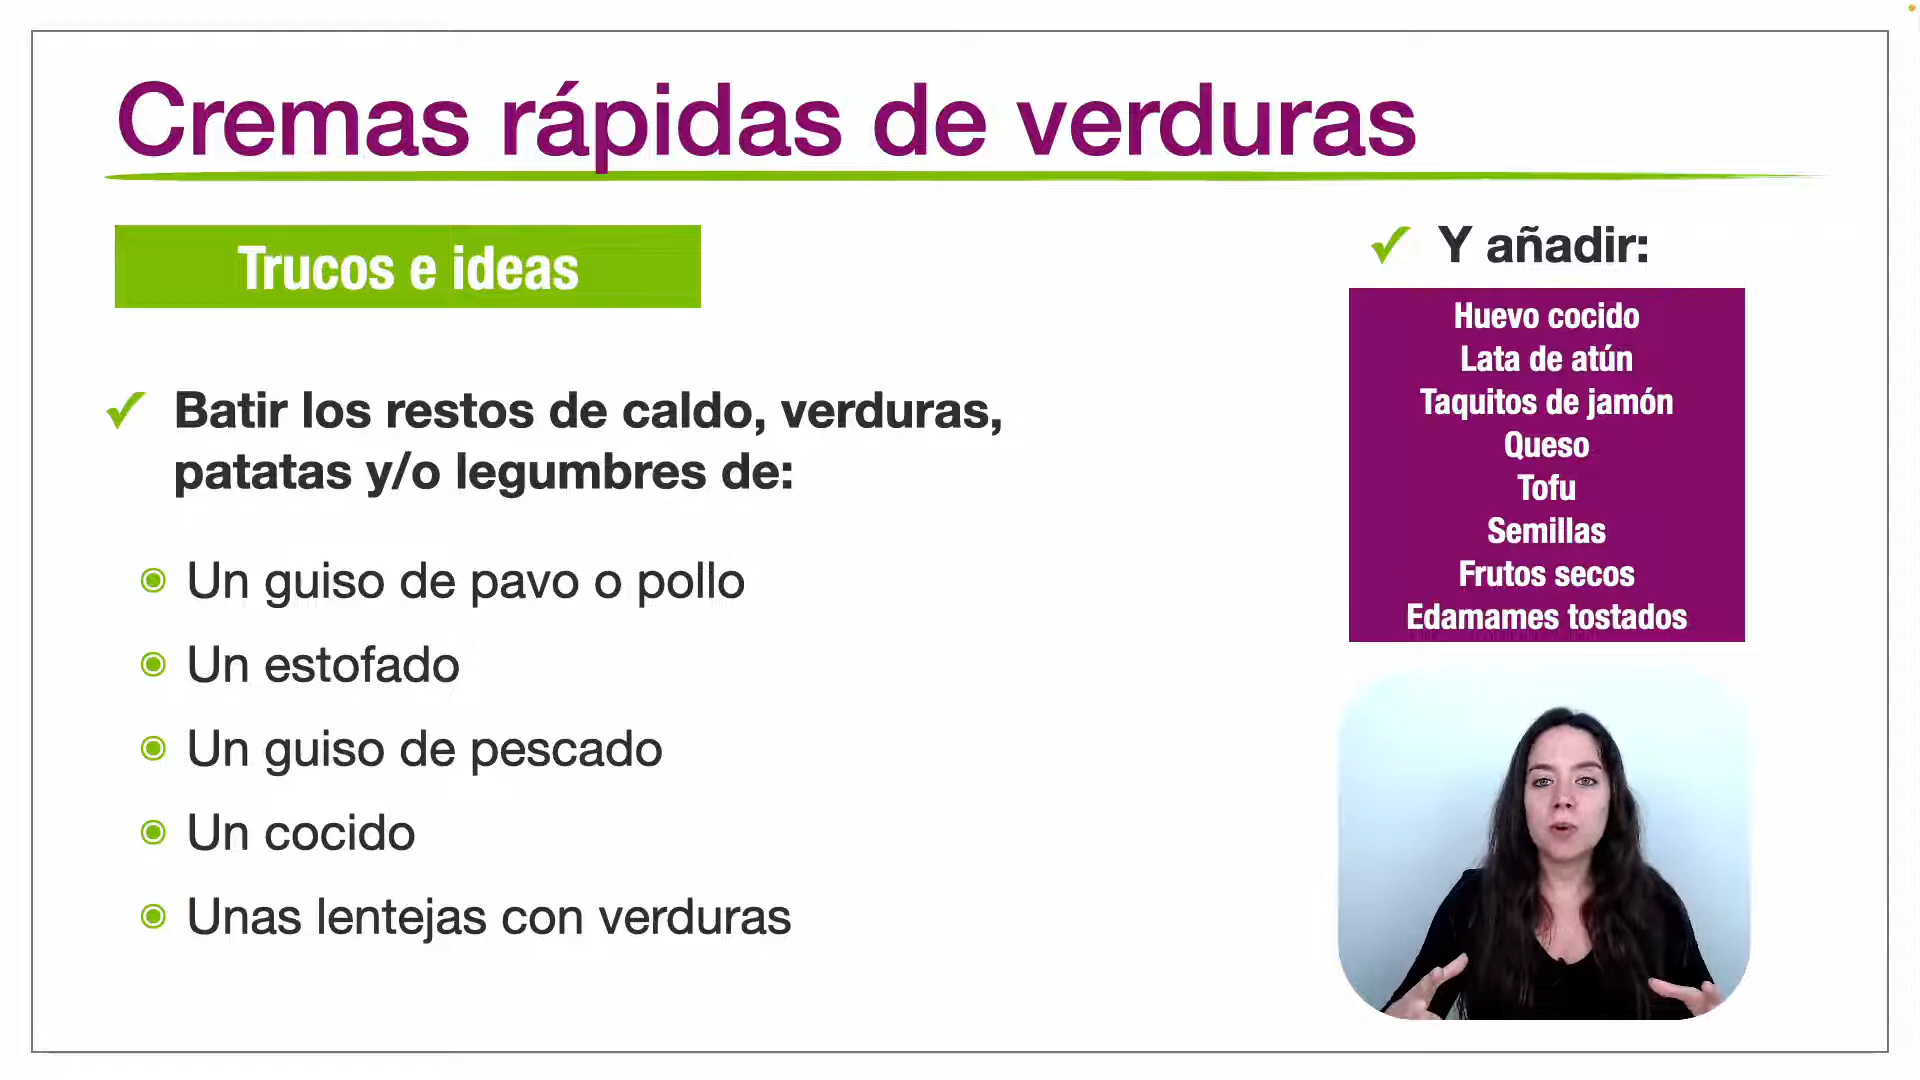 Cremas rápidas de verduras
Trucos e ideas
Batir los restos de caldo, verduras,
patatas y/o legumbres de:
Un guiso de pavo o pollo
Un estofado
Un guiso de pescado
Un cocido
Unas lentejas con verduras
Y añadir:
Huevo cocido
Lata de atún
Taquitos de jamón
Queso
Tofu
Semillas
Frutos secos
Edamames tostados